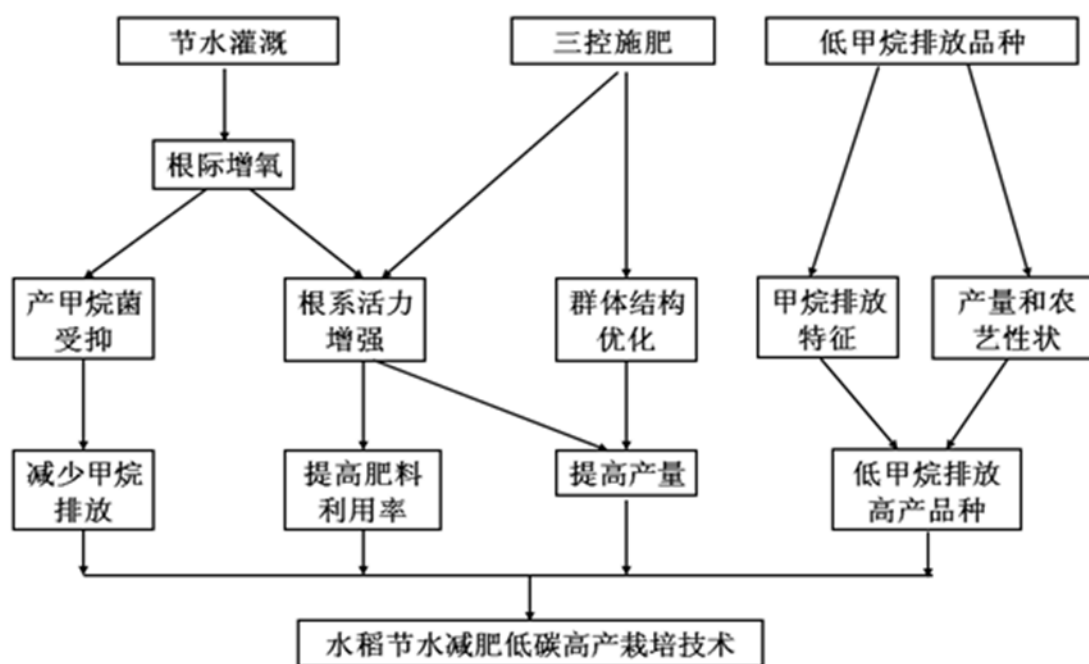 节水灌溉
三控施肥
低甲烷排放品种
根际增氧
产甲烷菌
受抑
根系活力
增强
群体结构
优化
甲烷排放
特征
产量和农
艺性状
减少甲烷
排放
提高肥料
利用率
提高产量
低甲烷排放
高产品种
水稻节水减肥低碳高产栽培技术